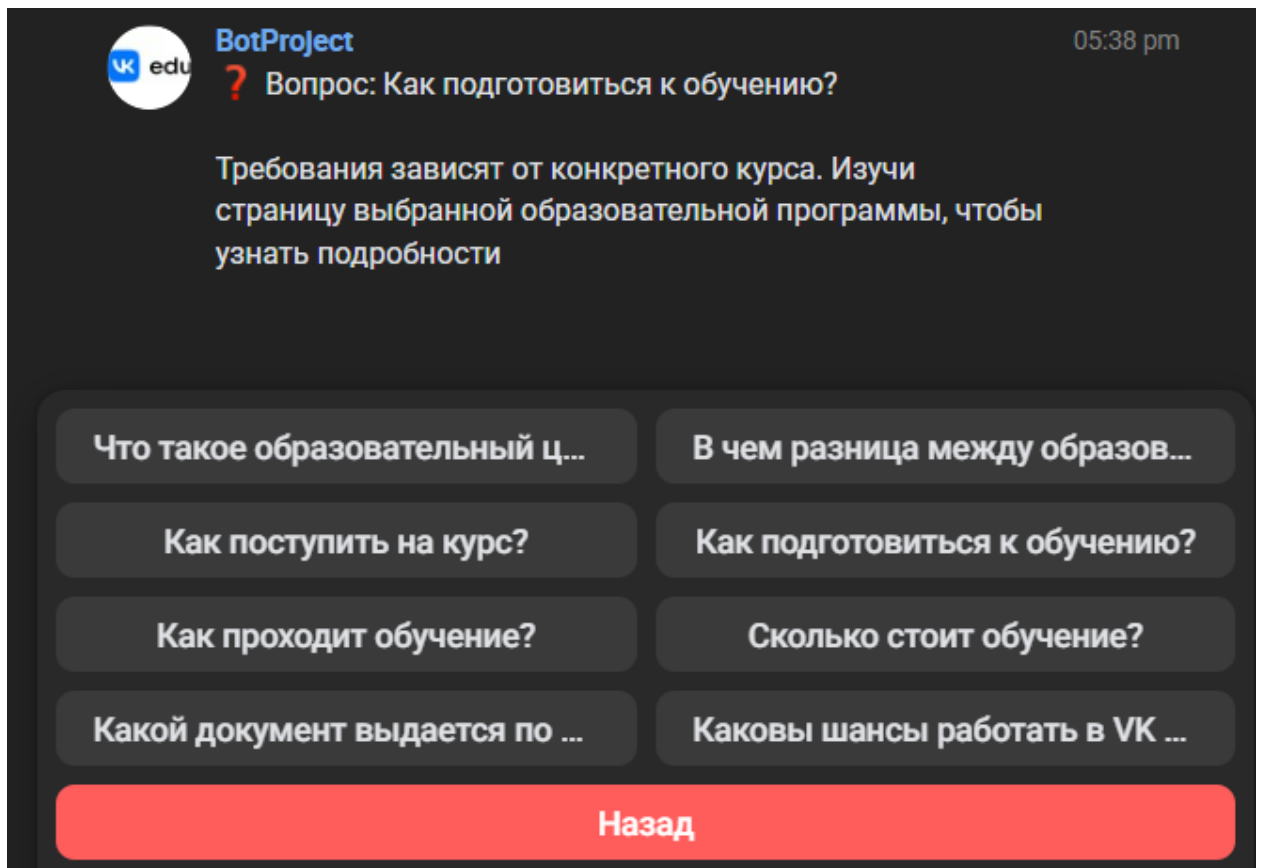 BotProject
05:38 pm
vk edu
❓ Вопрос: Как подготовиться к обучению?
Требования зависят от конкретного курса. Изучи
страницу выбранной образовательной программы, чтобы
узнать подробности
Что такое образовательный ц...
В чем разница между образов...
Как поступить на курс?
Как подготовиться к обучению?
Как проходит обучение?
Сколько стоит обучение?
Какой документ выдается по ...
Каковы шансы работать в VK ...
Назад